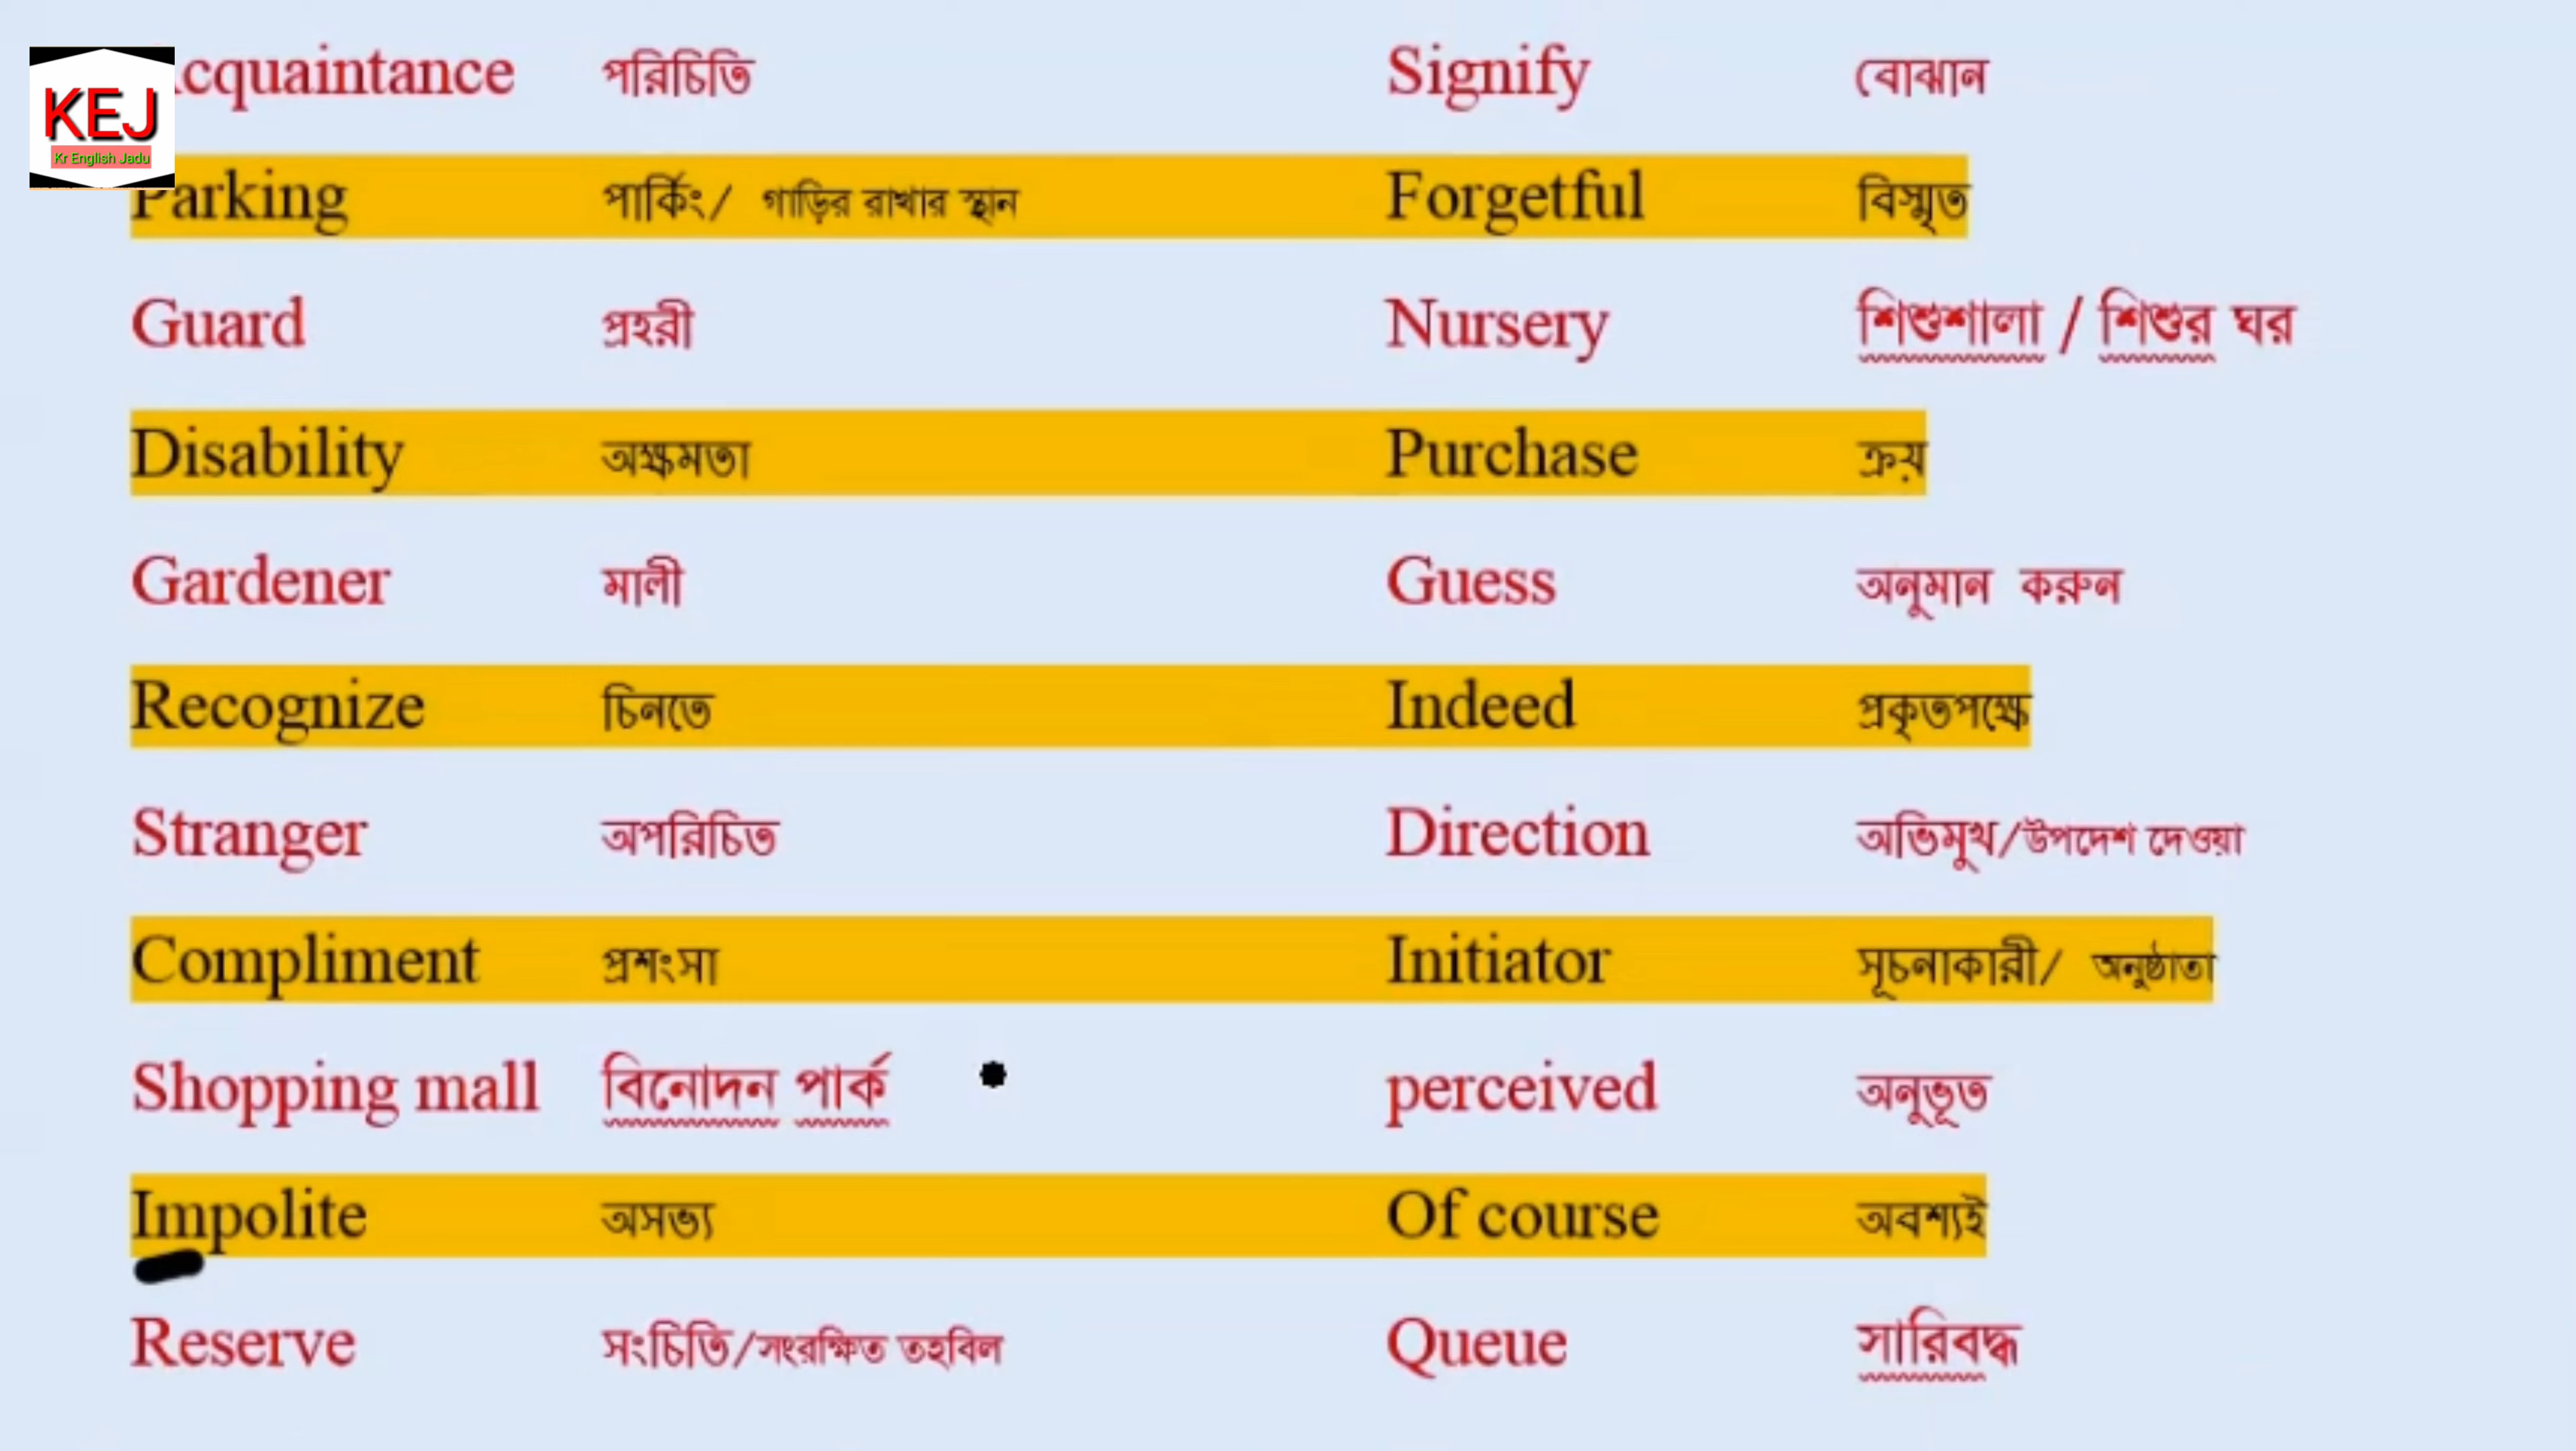 KEJ
Kr English Jadu
cquaintance পরিচিতি Signify বোঝান
Parking পার্কিং/ গাড়ির রাখার স্থান Forgetful বিস্মৃত
Guard প্রহরী Nursery শিশুশালা / শিশুর ঘর
Disability অক্ষমতা Purchase ক্রয়
Gardener মালী Guess অনুমান করুন
Recognize চিনতে Indeed প্রকৃতপক্ষে
Stranger অপরিচিত Direction অভিমুখ/উপদেশ দেওয়া
Compliment প্রশংসা Initiator সূচনাকারী/ অনুষ্ঠাতা
Shopping mall বিনোদন পার্ক perceived অনুভূত
Impolite অসভ্য Of course অবশ্যই
Reserve সংচিতি/সংরক্ষিত তহবিল Queue সারিবদ্ধ